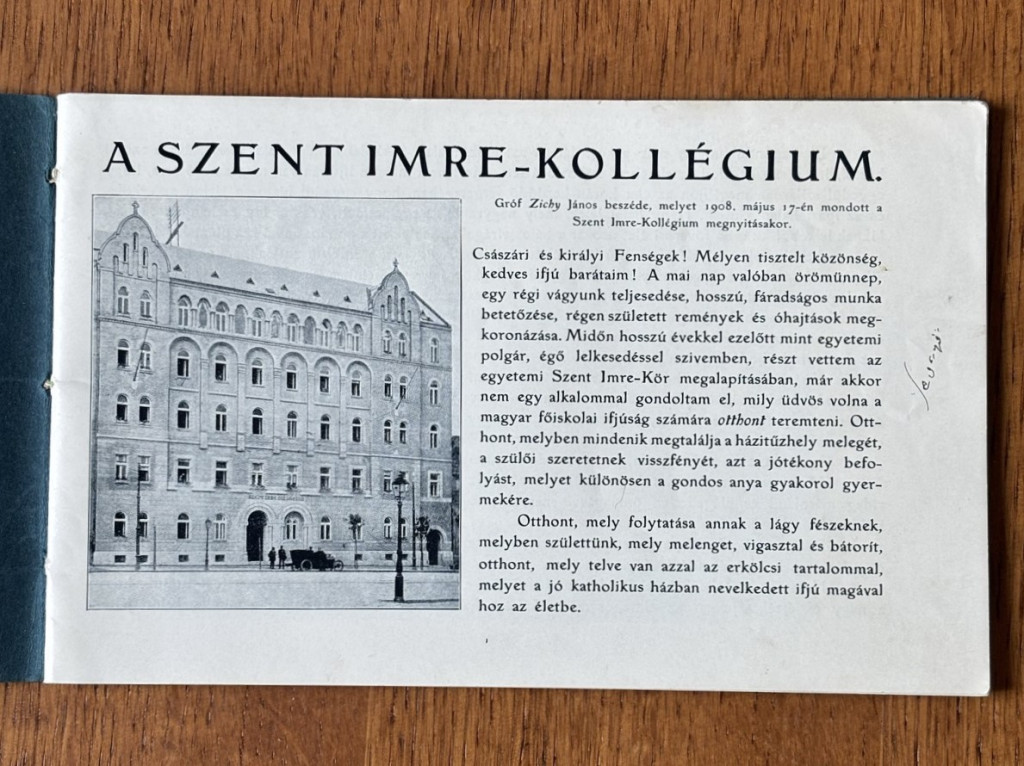 A SZENT IMRE-KOLLÉGIUM.
Gróf Zichy János beszéde, melyet 1908. május 17-én mondott a
Szent Imre-Kollégium megnyitásakor.
Császári és királyi Fenségek! Mélyen tisztelt közönség,
kedves ifjú barátaim! A mai nap valóban örömünnep,
egy régi vágyunk teljesedése, hosszú, fáradságos munka
betetőzése, régen született remények és óhajtások meg-
koronázása. Midőn hosszú évekkel ezelőtt mint egyetemi
polgár, égő lelkesedéssel szivemben, részt vettem az
egyetemi Szent Imre-Kör megalapításában, már akkor
nem egy alkalommal gondoltam el, mily üdvös volna a
magyar főiskolai ifjúság számára otthont teremteni. Ott-
hont, melyben mindenik megtalálja a házitűzhely melegét,
a szülői szeretetnek visszfényét, azt a jótékony befo-
lyást, melyet különösen a gondos anya gyakorol gyer-
mekére.
Otthont, mely folytatása annak a lágy fészeknek,
melyben születtünk, mely melenget, vigasztal és bátorít,
otthont, mely telve van azzal az erkölcsi tartalommal,
melyet a jó katholikus házban nevelkedett ifjú magával
hoz az életbe.